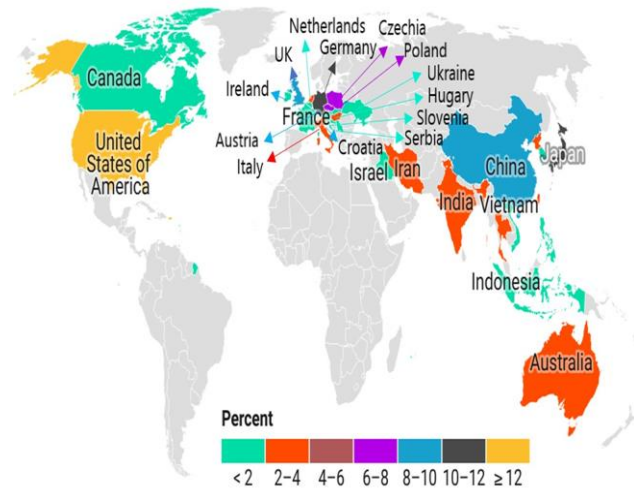 Netherlands
Czechia
UK
Germany
Poland
Canada
Ukraine
Ireland
Hugary
France
Slovenia
United
States of
America
Austria
Croatia
Serbia
Italy
Israel
Iran
China
Japan
India
Vietnam
Indonesia
Australia
Percent
< 2 2–4 4–6 6–8 8–10 10–12 ≥ 12